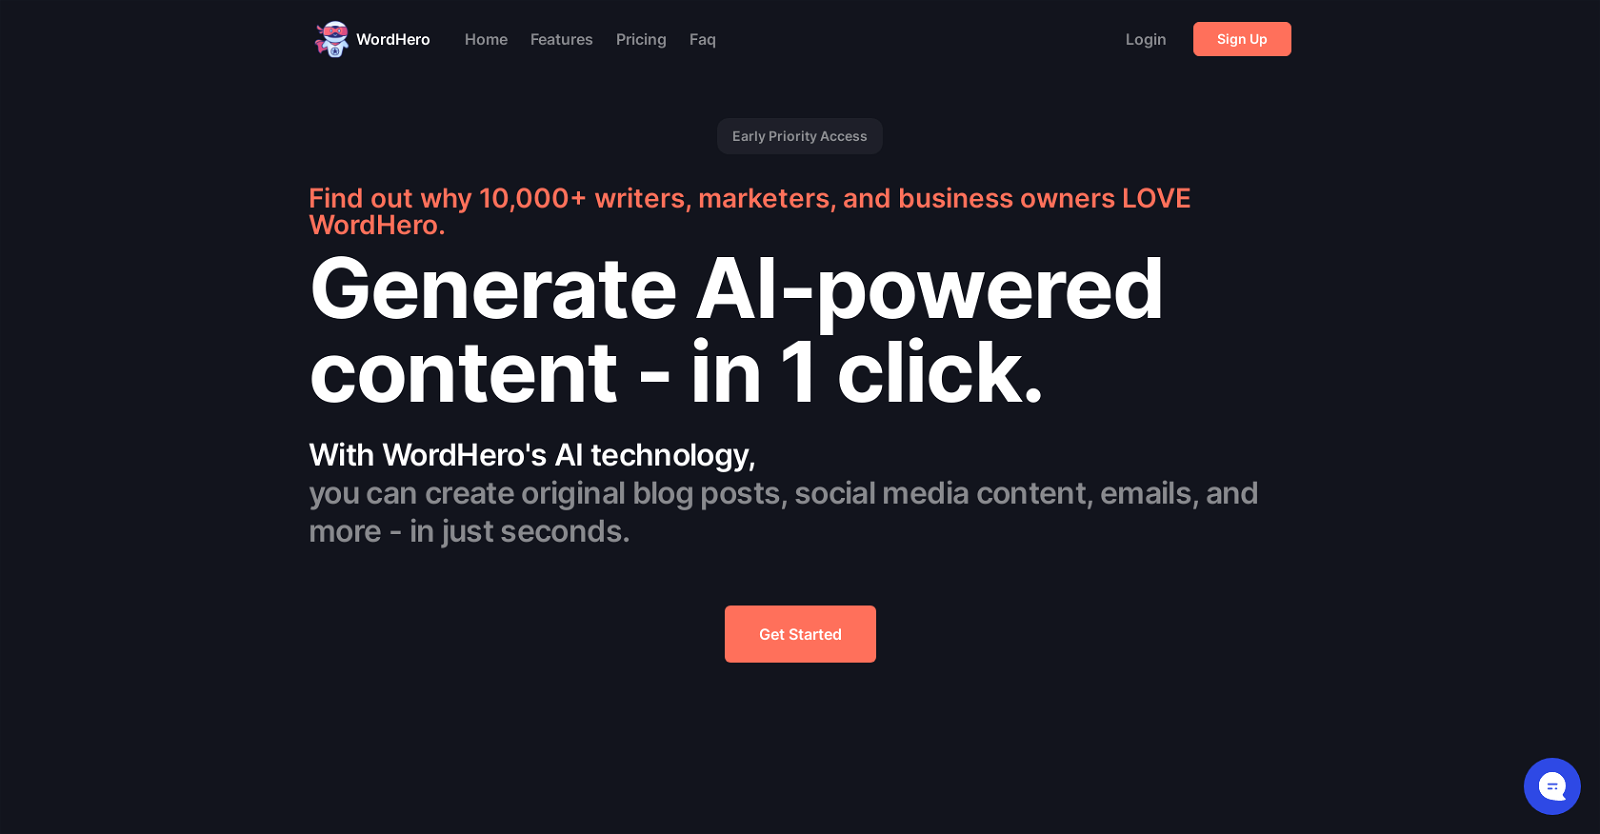 WordHero
Home
Features
Pricing
Faq
Login
Sign Up
Early Priority Access
Find out why 10,000+ writers, marketers, and business owners LOVE
WordHero.
Generate AI-powered
content - in 1 click.
With WordHero's AI technology,
you can create original blog posts, social media content, emails, and
more - in just seconds.
Get Started